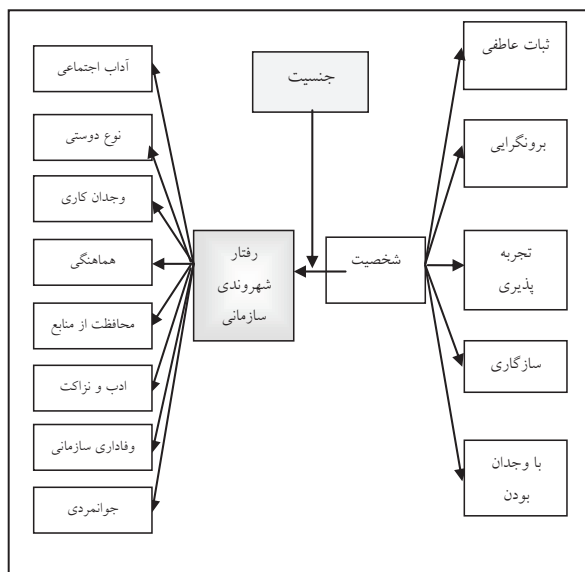 ثبات عاطفی
برونگرایی
تجربه
پذیری
سازگاری
با وجدان
بودن
جنسیت
شخصیت
رفتار
شهروندی
سازمانی
آداب اجتماعی
نوع دوستی
وجدان کاری
هماهنگی
محافظت از منابع
ادب و نزاکت
وفاداری سازمانی
جوانمردی